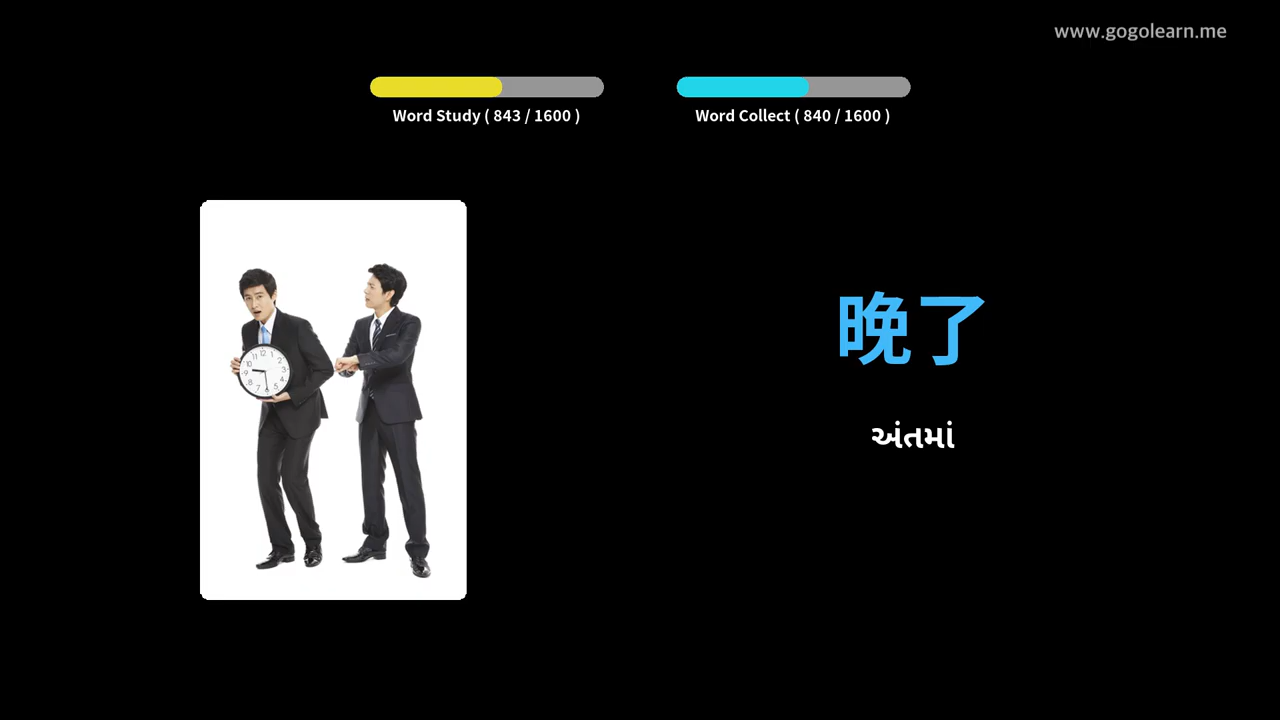 www.gogolearn.me
Word Study ( 843 / 1600 )
Word Collect ( 840 / 1600 )
晚了
અંતમાં